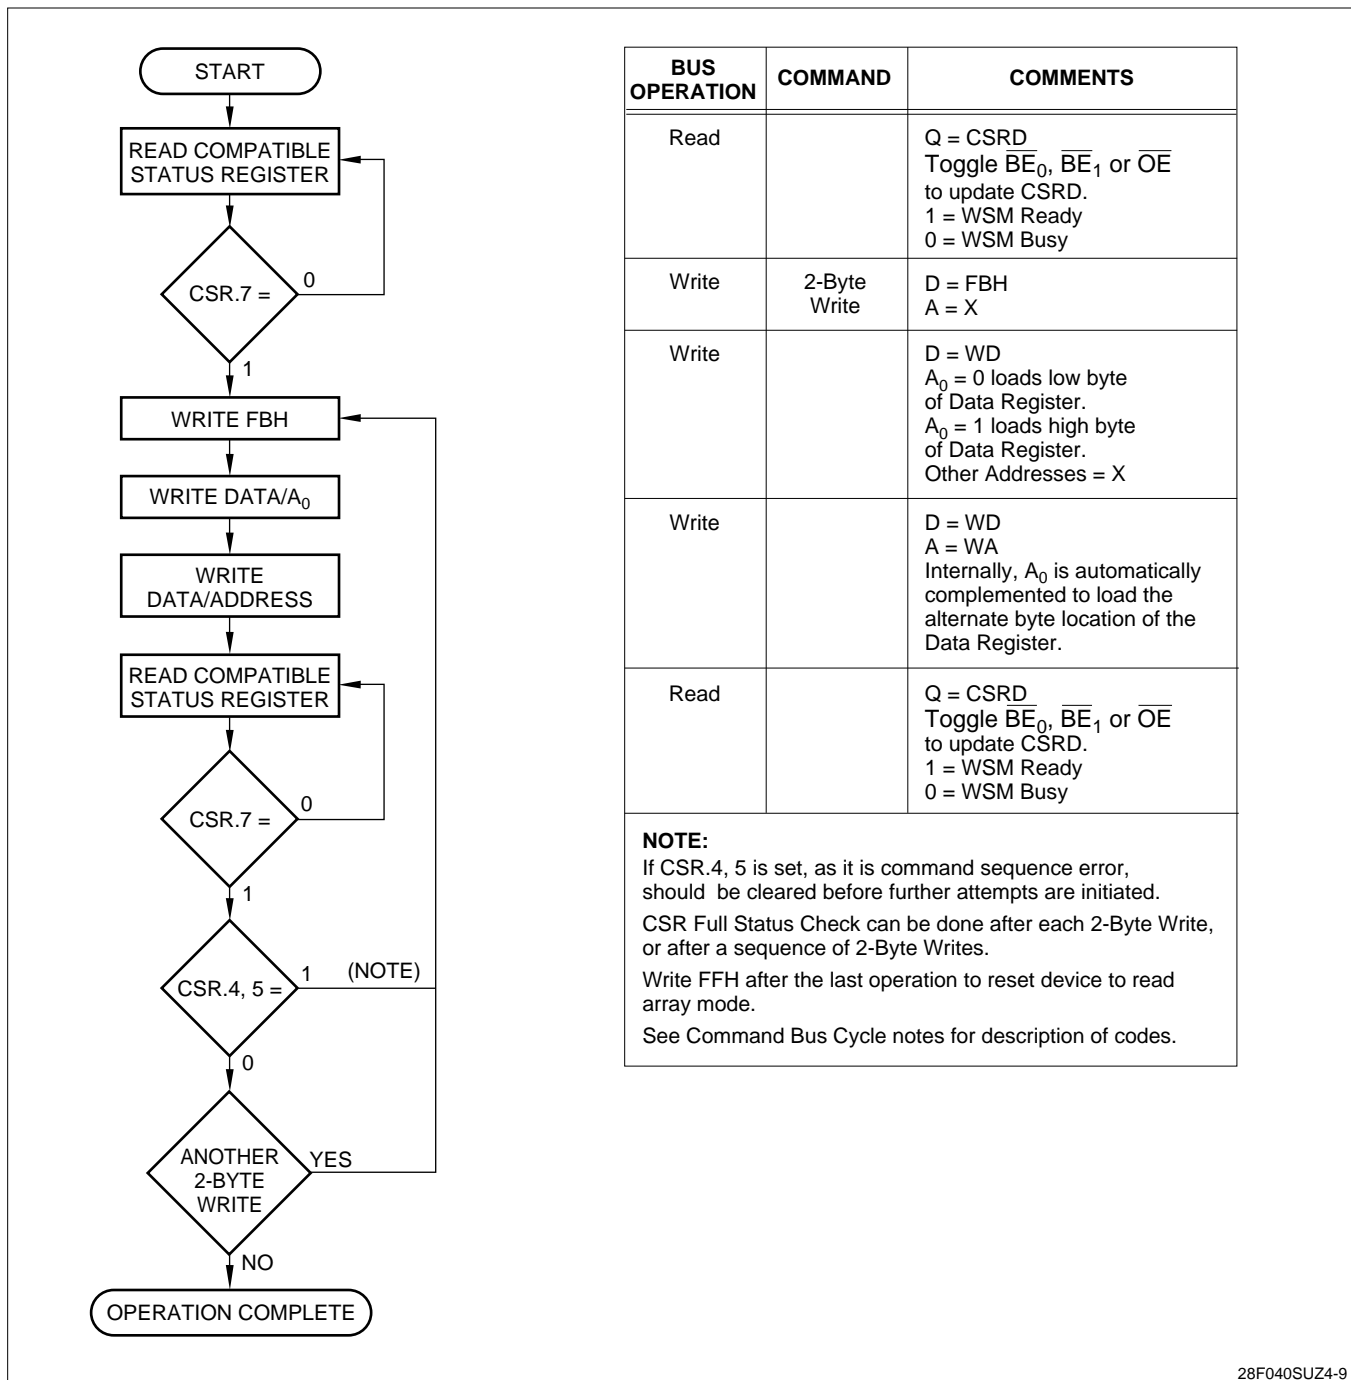 START
READ COMPATIBLE
STATUS REGISTER
CSR.7 =
0
1
WRITE FBH
WRITE DATA/A0
WRITE
DATA/ADDRESS
READ COMPATIBLE
STATUS REGISTER
CSR.7 =
0
1
CSR.4, 5 =
1
(NOTE)
0
ANOTHER
2-BYTE
WRITE
YES
NO
OPERATION COMPLETE
BUS
OPERATION
COMMAND
COMMENTS
Read
Q = CSRD
Toggle B̅E̅0, B̅E̅1 or O̅E̅
to update CSRD.
1 = WSM Ready
0 = WSM Busy
Write
2-Byte
Write
D = FBH
A = X
Write
D = WD
A0 = 0 loads low byte
of Data Register.
A0 = 1 loads high byte
of Data Register.
Other Addresses = X
Write
D = WD
A = WA
Internally, A0 is automatically
complemented to load the
alternate byte location of the
Data Register.
Read
Q = CSRD
Toggle B̅E̅0, B̅E̅1 or O̅E̅
to update CSRD.
1 = WSM Ready
0 = WSM Busy
NOTE:
If CSR.4, 5 is set, as it is command sequence error,
should be cleared before further attempts are initiated.
CSR Full Status Check can be done after each 2-Byte Write,
or after a sequence of 2-Byte Writes.
Write FFH after the last operation to reset device to read
array mode.
See Command Bus Cycle notes for description of codes.
28F040SUZ4-9